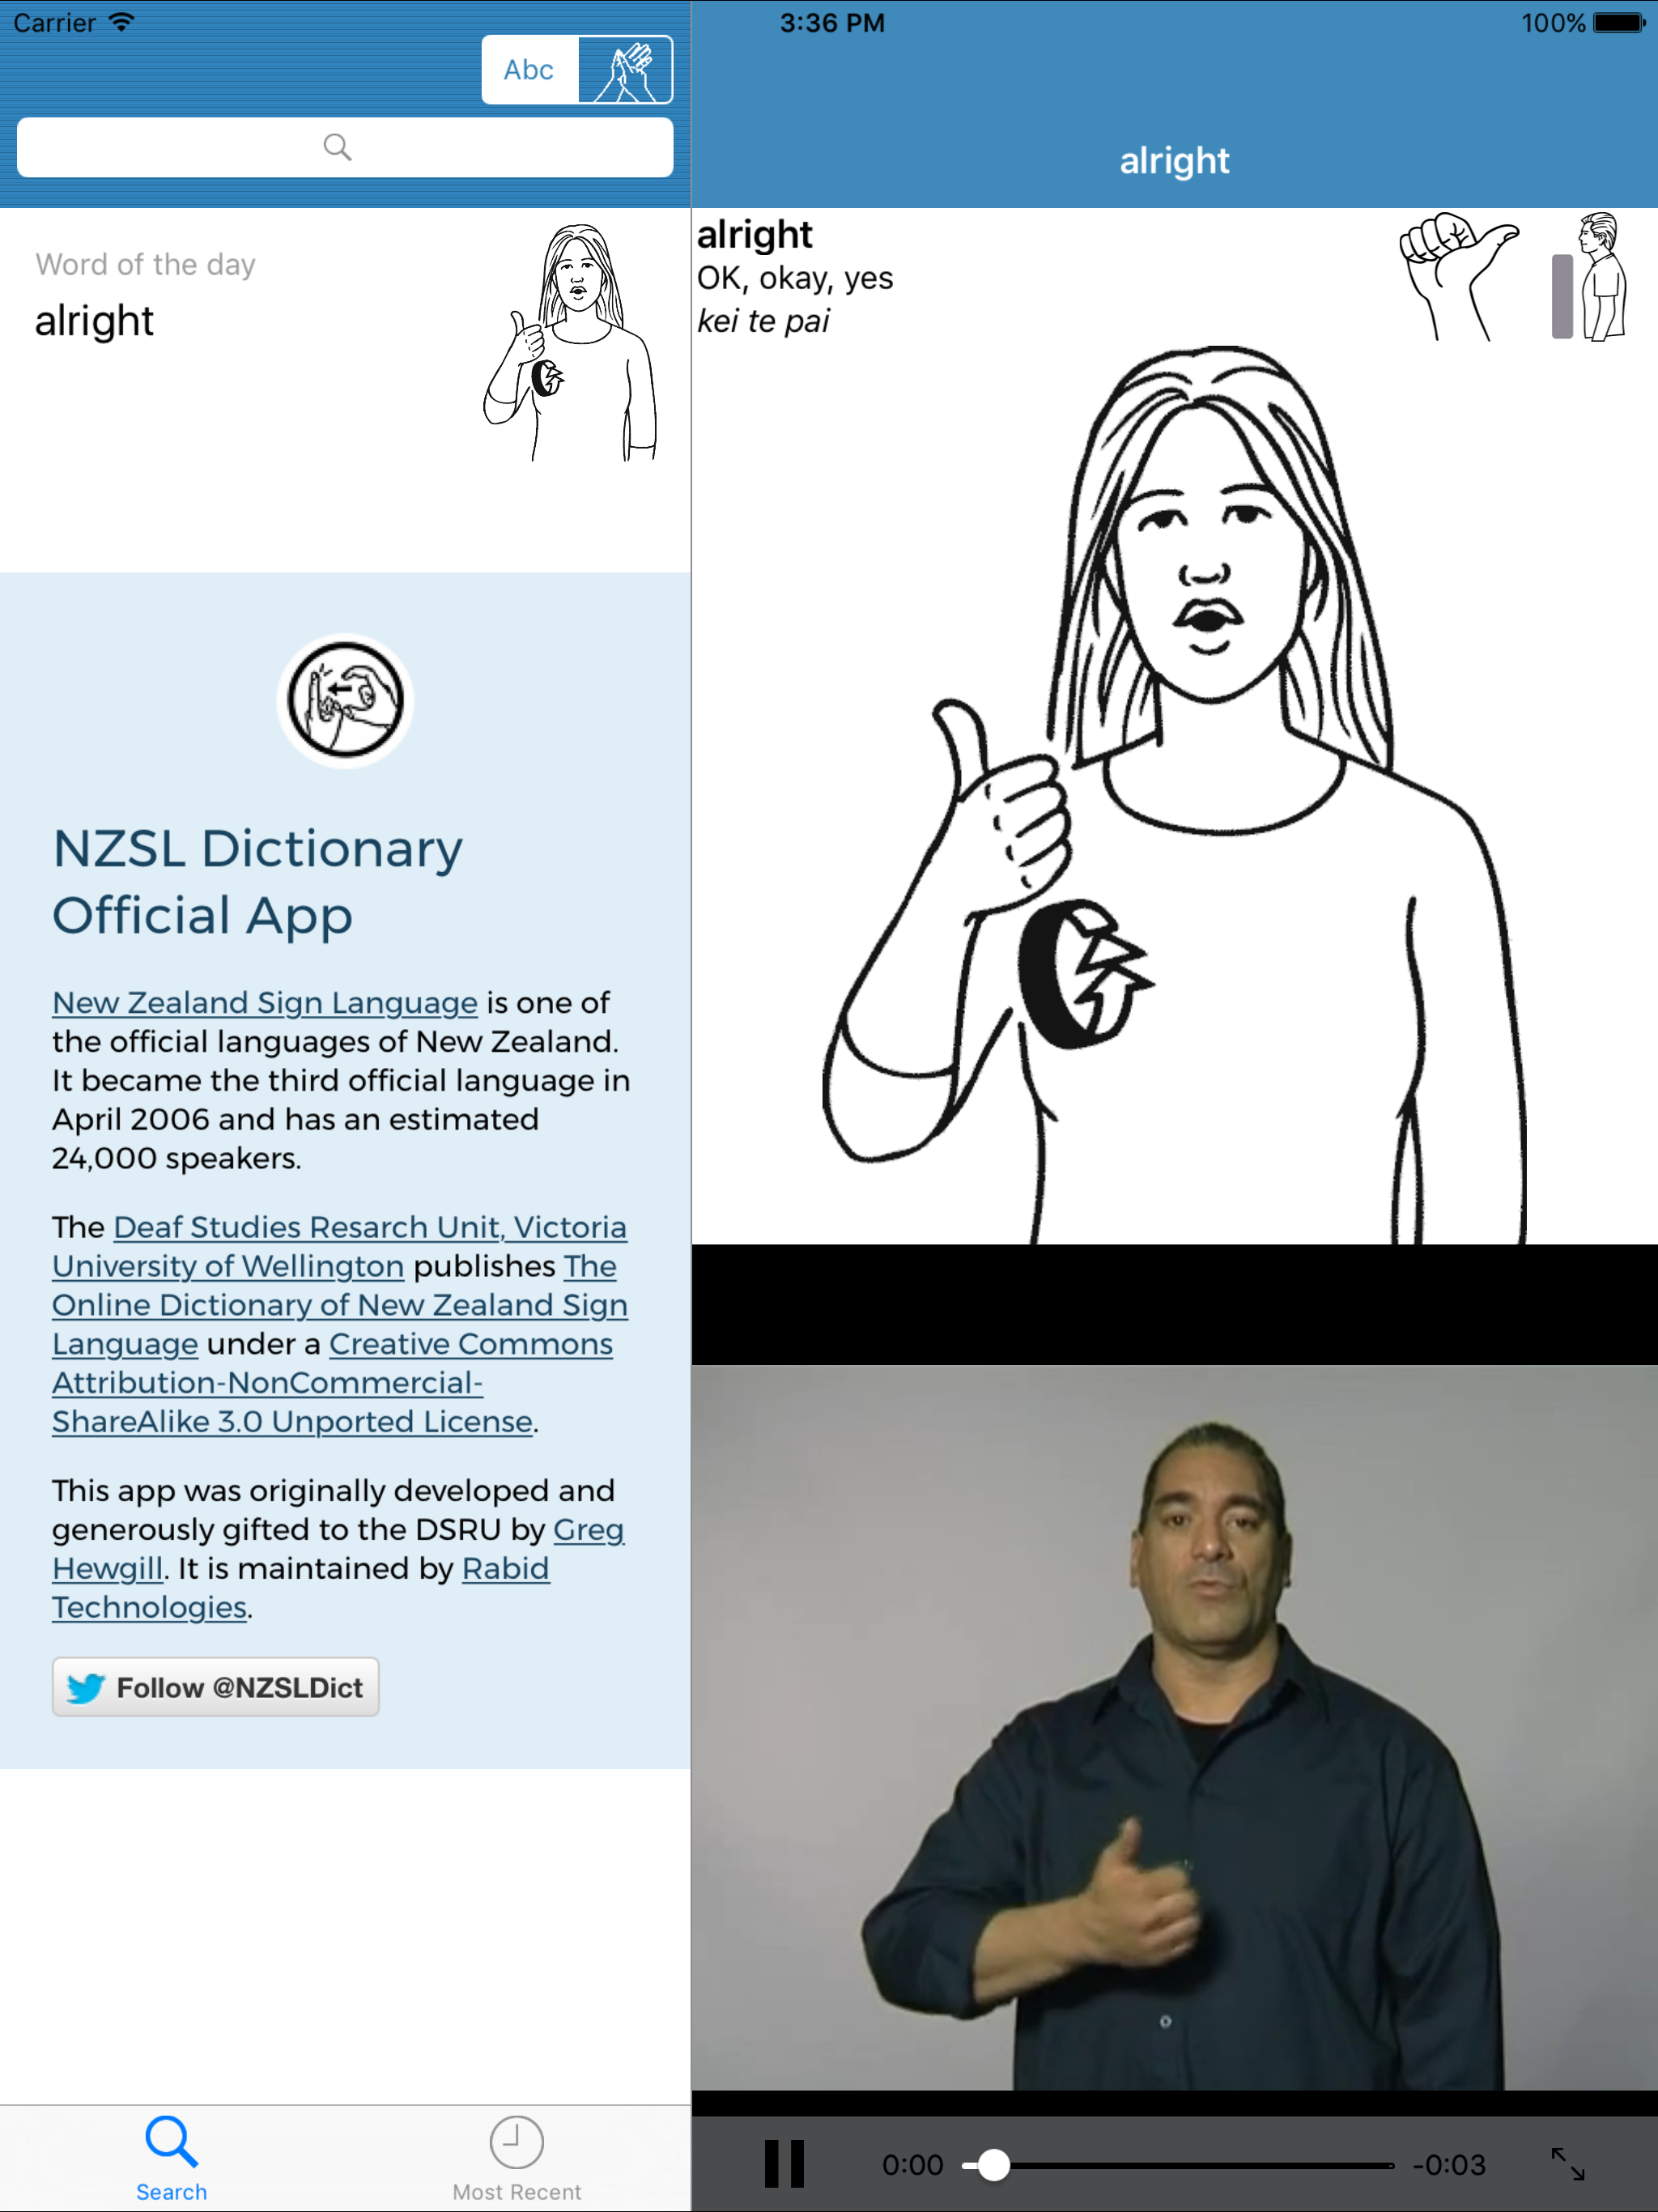 Carrier
3:36 PM
100%
Abc
alright
Word of the day
alright
alright
OK, okay, yes
kei te pai
NZSL Dictionary
Official App
New Zealand Sign Language is one of
the official languages of New Zealand.
It became the third official language in
April 2006 and has an estimated
24,000 speakers.
The Deaf Studies Resarch Unit, Victoria
University of Wellington publishes The
Online Dictionary of New Zealand Sign
Language under a Creative Commons
Attribution-NonCommercial-
ShareAlike 3.0 Unported License.
This app was originally developed and
generously gifted to the DSRU by Greg
Hewgill. It is maintained by Rabid
Technologies.
Follow @NZSLDict
Search
Most Recent
0:00
-0:03